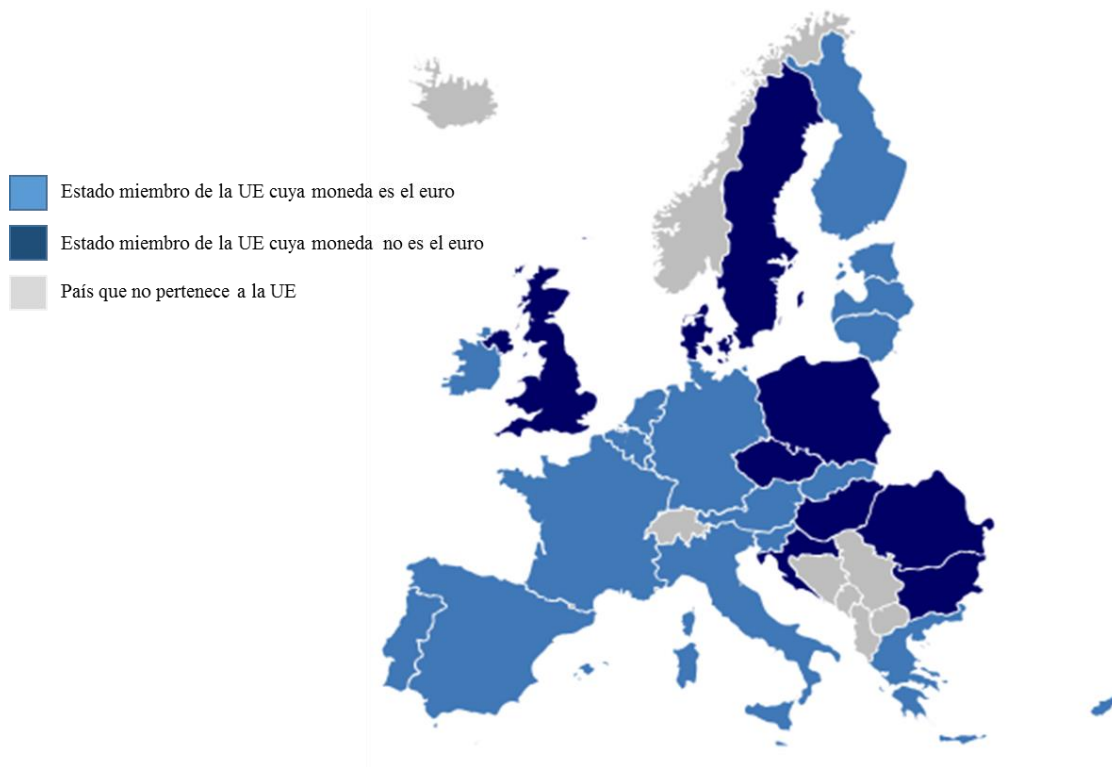 Estado miembro de la UE cuya moneda es el euro
Estado miembro de la UE cuya moneda no es el euro
País que no pertenece a la UE